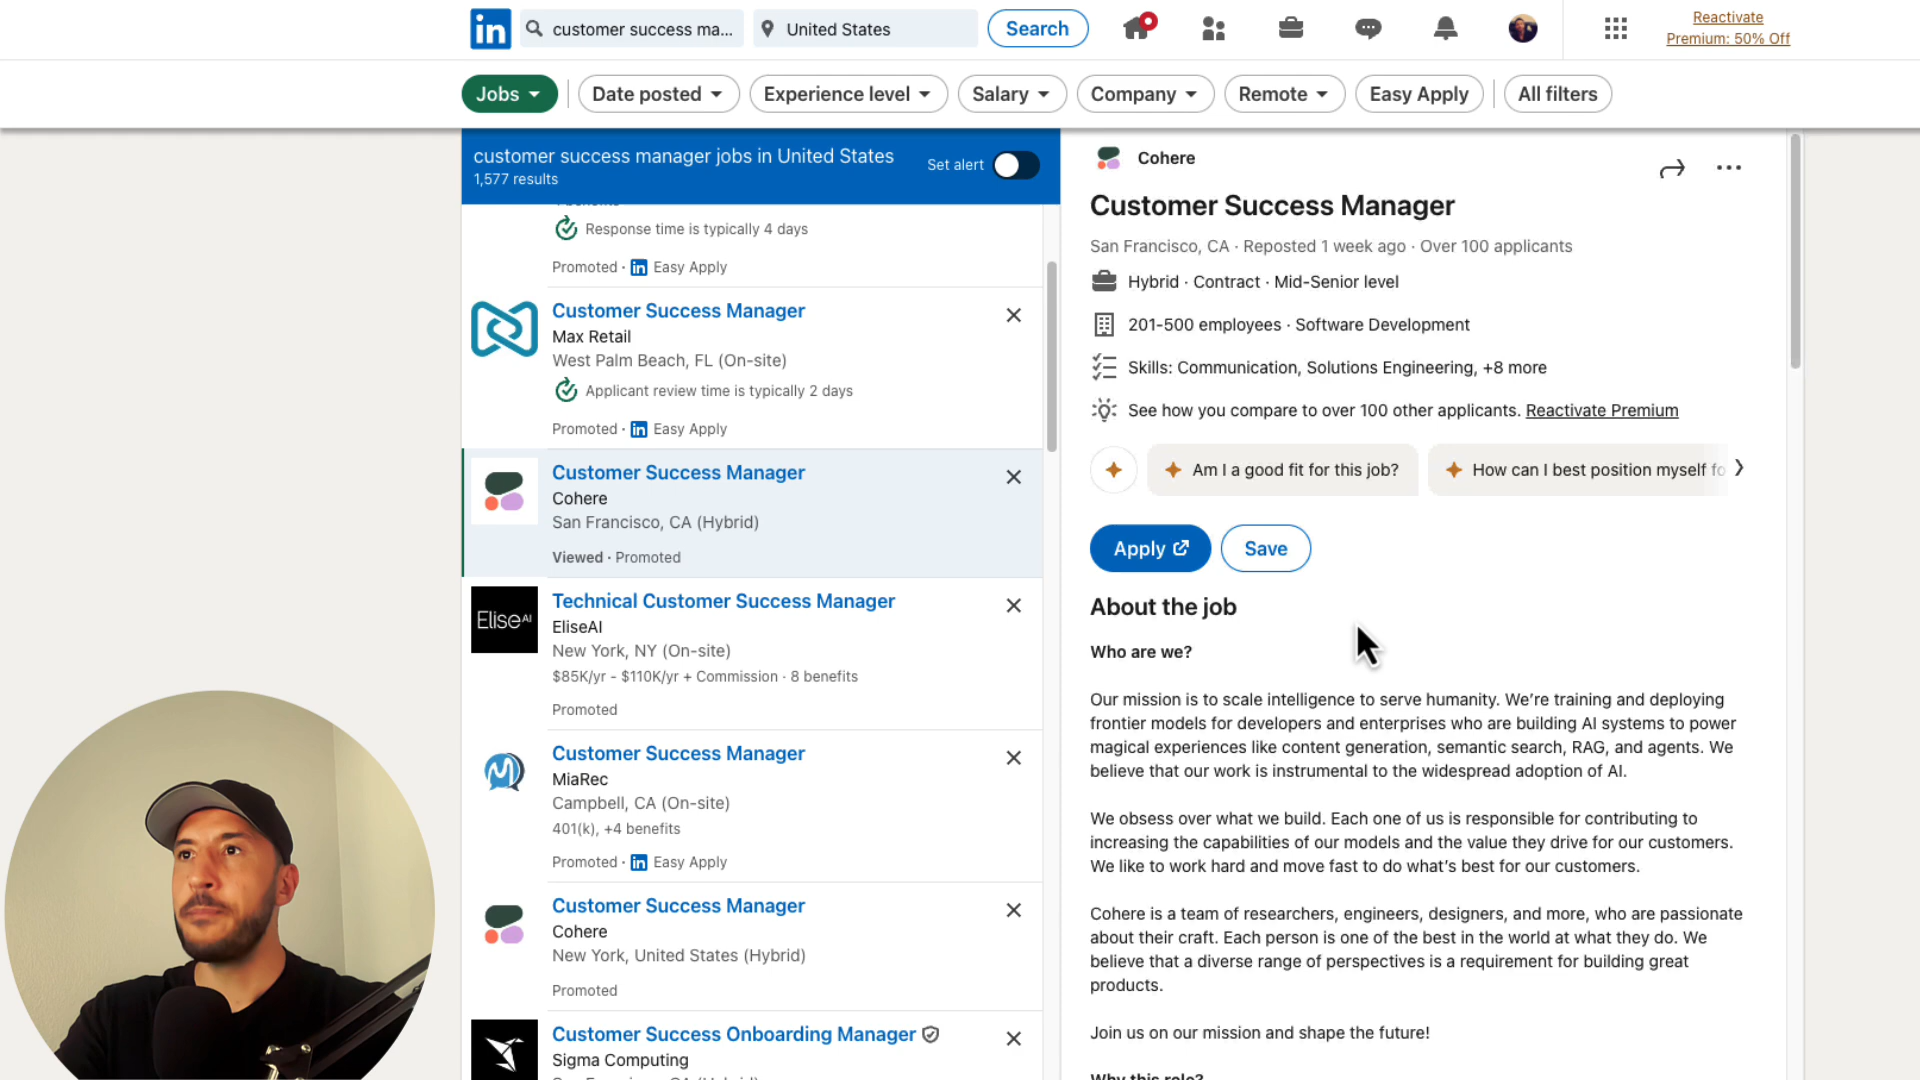 in
customer success ma...
United States
Search
Reactivate
Premium: 50% Off
Jobs
Date posted
Experience level
Salary
Company
Remote
Easy Apply
All filters
customer success manager jobs in United States
1,577 results
Set alert
Response time is typically 4 days
Promoted · in Easy Apply
Customer Success Manager
Max Retail
West Palm Beach, FL (On-site)
Applicant review time is typically 2 days
Promoted · in Easy Apply
Customer Success Manager
Cohere
San Francisco, CA (Hybrid)
Viewed · Promoted
EliseAI
Technical Customer Success Manager
EliseAI
New York, NY (On-site)
$85K/yr - $110K/yr + Commission · 8 benefits
Promoted
Customer Success Manager
MiaRec
Campbell, CA (On-site)
401(k), +4 benefits
Promoted · in Easy Apply
Customer Success Manager
Cohere
New York, United States (Hybrid)
Promoted
Customer Success Onboarding Manager
Sigma Computing
Cohere
Customer Success Manager
San Francisco, CA · Reposted 1 week ago · Over 100 applicants
Hybrid · Contract · Mid-Senior level
201-500 employees · Software Development
Skills: Communication, Solutions Engineering, +8 more
See how you compare to over 100 other applicants. Reactivate Premium
Am I a good fit for this job?
How can I best position myself fo
Apply
Save
About the job
Who are we?
Our mission is to scale intelligence to serve humanity. We’re training and deploying
frontier models for developers and enterprises who are building AI systems to power
magical experiences like content generation, semantic search, RAG, and agents. We
believe that our work is instrumental to the widespread adoption of AI.
We obsess over what we build. Each one of us is responsible for contributing to
increasing the capabilities of our models and the value they drive for our customers.
We like to work hard and move fast to do what’s best for our customers.
Cohere is a team of researchers, engineers, designers, and more, who are passionate
about their craft. Each person is one of the best in the world at what they do. We
believe that a diverse range of perspectives is a requirement for building great
products.
Join us on our mission and shape the future!
Why this role?